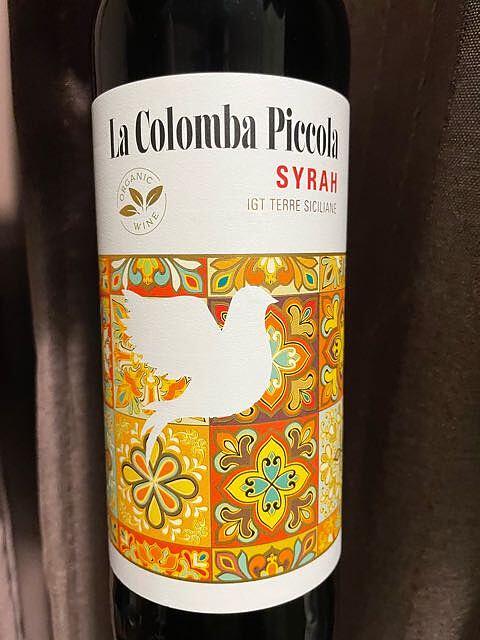 La Colomba Piccola
SYRAH
IGT TERRE SICILIANE
ORGANIC
WINE